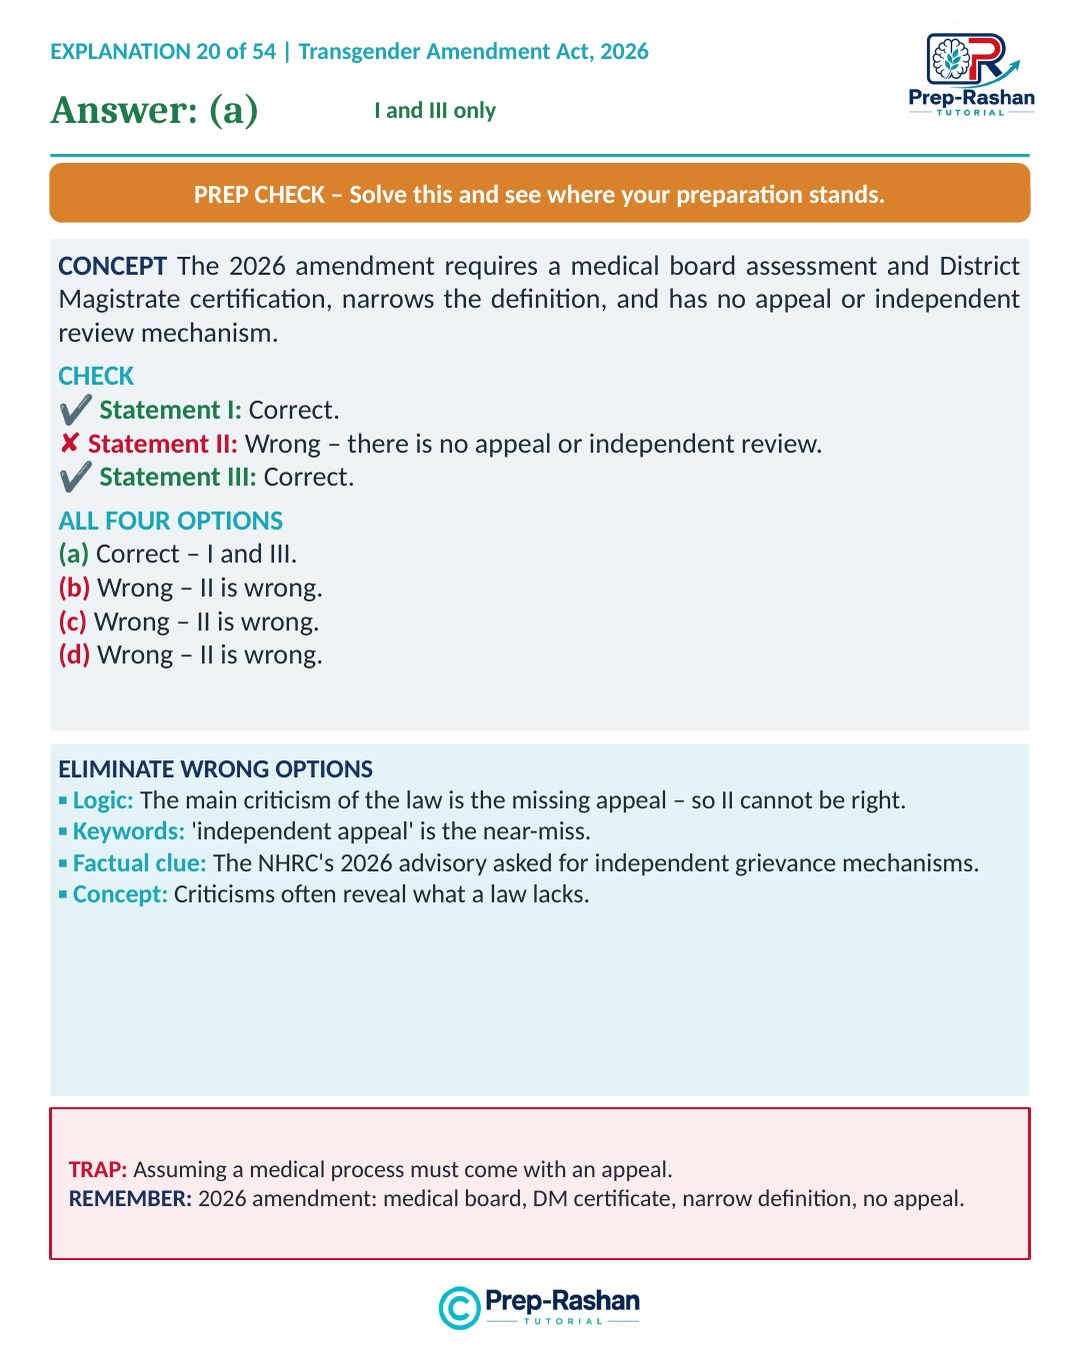 EXPLANATION 20 of 54 | Transgender Amendment Act, 2026
Prep-Rashan
TUTORIAL
Answer: (a) I and III only
PREP CHECK – Solve this and see where your preparation stands.
CONCEPT The 2026 amendment requires a medical board assessment and District
Magistrate certification, narrows the definition, and has no appeal or independent
review mechanism.
CHECK
✔ Statement I: Correct.
✘ Statement II: Wrong – there is no appeal or independent review.
✔ Statement III: Correct.
ALL FOUR OPTIONS
(a) Correct – I and III.
(b) Wrong – II is wrong.
(c) Wrong – II is wrong.
(d) Wrong – II is wrong.
ELIMINATE WRONG OPTIONS
▪ Logic: The main criticism of the law is the missing appeal – so II cannot be right.
▪ Keywords: 'independent appeal' is the near-miss.
▪ Factual clue: The NHRC's 2026 advisory asked for independent grievance mechanisms.
▪ Concept: Criticisms often reveal what a law lacks.
TRAP: Assuming a medical process must come with an appeal.
REMEMBER: 2026 amendment: medical board, DM certificate, narrow definition, no appeal.
© Prep-Rashan
TUTORIAL